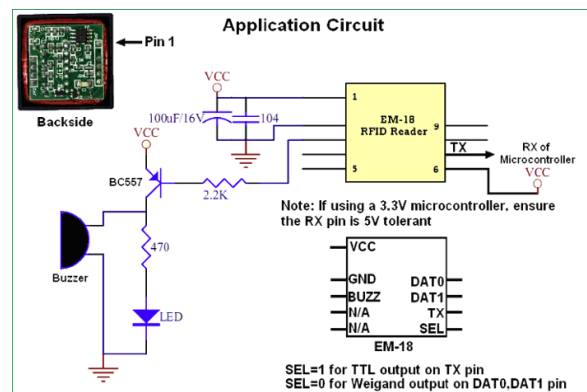 Application Circuit
Pin 1
Backside
VCC
100uF/16V
104
1
EM-18
RFID Reader
9
TX
RX of
Microcontroller
5
6
VCC
VCC
BC557
2.2K
Note: If using a 3.3V microcontroller, ensure
the RX pin is 5V tolerant
470
Buzzer
LED
VCC
GND
DAT0
BUZZ
DAT1
N/A
TX
N/A
SEL
EM-18
SEL=1 for TTL output on TX pin
SEL=0 for Weigand output on DAT0,DAT1 pin